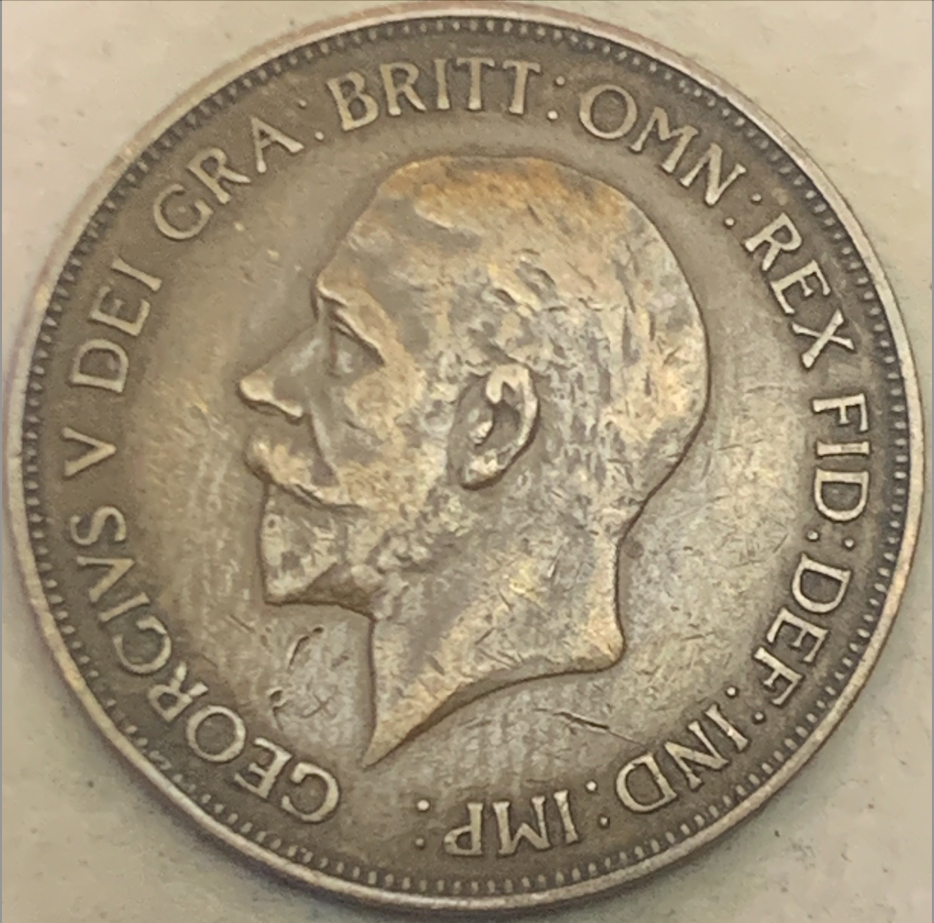 GEORGIVS V DEI GRA: BRITT: OMN: REX FID: DEF: IND: IMP: